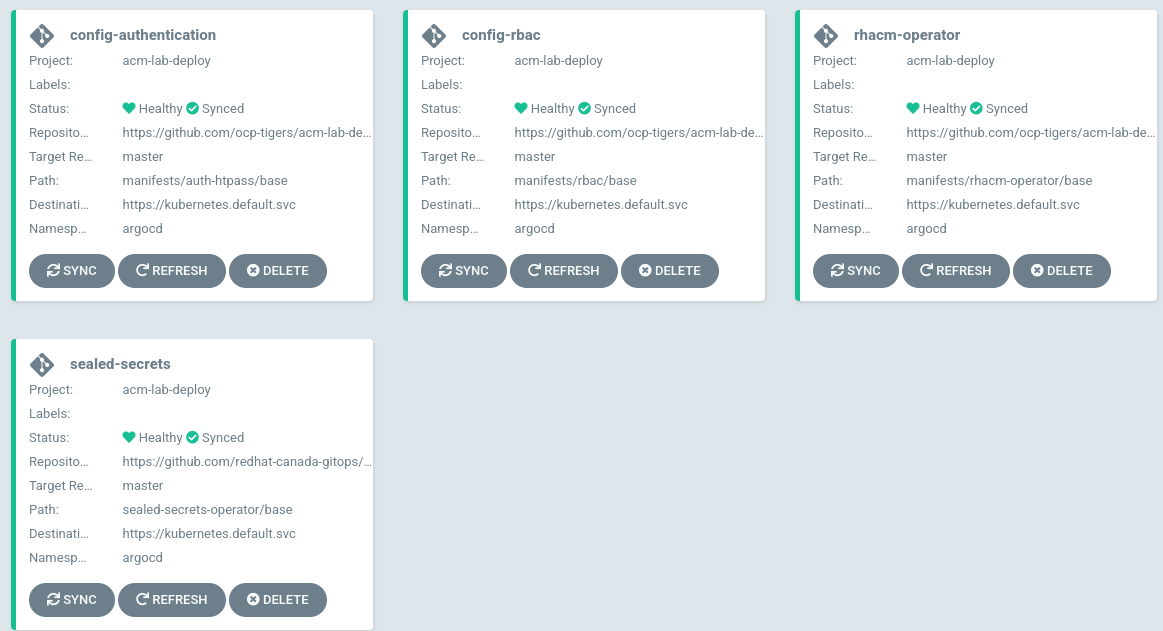 config-authentication
Project: acm-lab-deploy
Labels:
Status: Healthy Synced
Reposito... https://github.com/ocp-tigers/acm-lab-de...
Target Re... master
Path: manifests/auth-htpass/base
Destinati... https://kubernetes.default.svc
Namesp... argocd
SYNC REFRESH DELETE
config-rbac
Project: acm-lab-deploy
Labels:
Status: Healthy Synced
Reposito... https://github.com/ocp-tigers/acm-lab-de...
Target Re... master
Path: manifests/rbac/base
Destinati... https://kubernetes.default.svc
Namesp... argocd
SYNC REFRESH DELETE
rhacm-operator
Project: acm-lab-deploy
Labels:
Status: Healthy Synced
Reposito... https://github.com/ocp-tigers/acm-lab-de...
Target Re... master
Path: manifests/rhacm-operator/base
Destinati... https://kubernetes.default.svc
Namesp... argocd
SYNC REFRESH DELETE
sealed-secrets
Project: acm-lab-deploy
Labels:
Status: Healthy Synced
Reposito... https://github.com/redhat-canada-gitops/...
Target Re... master
Path: sealed-secrets-operator/base
Destinati... https://kubernetes.default.svc
Namesp... argocd
SYNC REFRESH DELETE